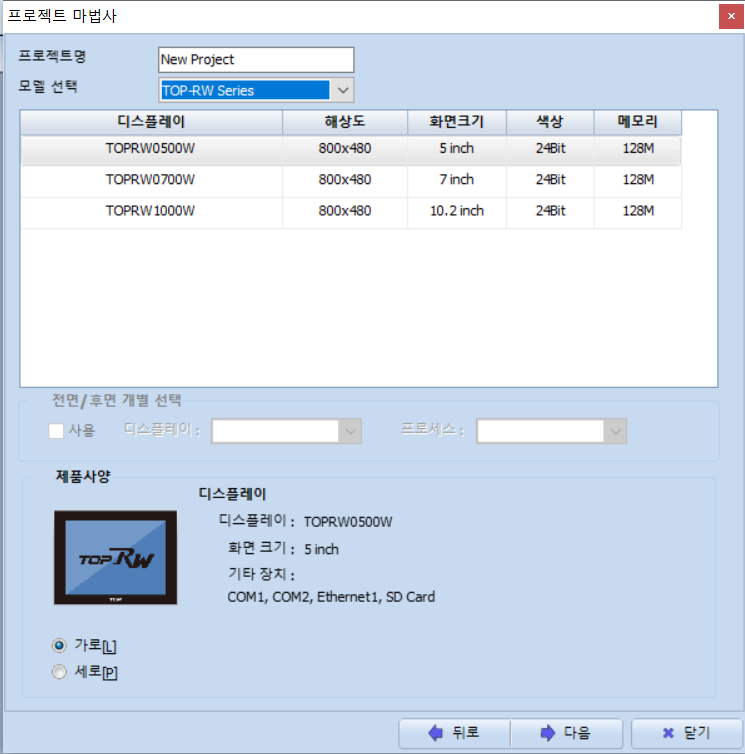 프로젝트 마법사
프로젝트명 New Project
모델 선택 TOP-RW Series
디스플레이 해상도 화면크기 색상 메모리
TOPRW0500W 800x480 5 inch 24Bit 128M
TOPRW0700W 800x480 7 inch 24Bit 128M
TOPRW1000W 800x480 10.2 inch 24Bit 128M
전면/후면 개별 선택
사용 디스플레이 : 프로세스 :
제품사양
디스플레이
디스플레이 : TOPRW0500W
화면 크기 : 5 inch
기타 장치 :
COM1, COM2, Ethernet1, SD Card
TOP RW
TOP
가로[L]
세로[P]
뒤로 다음 닫기